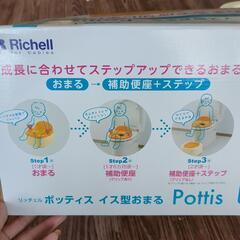 Richell
成長に合わせてステップアップできるおまる
おまる → 補助便座+ステップ
Step1 Step2 Step3
おまる 補助便座 補助便座+ステップ
リッチェル ポッティス イス型おまる Pottis